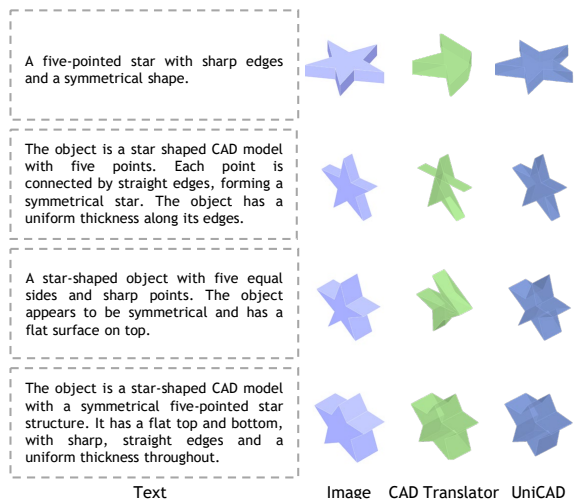 A five-pointed star with sharp edges
and a symmetrical shape.
The object is a star shaped CAD model
with five points. Each point is
connected by straight edges, forming a
symmetrical star. The object has a
uniform thickness along its edges.
A star-shaped object with five equal
sides and sharp points. The object
appears to be symmetrical and has a
flat surface on top.
The object is a star-shaped CAD model
with a symmetrical five-pointed star
structure. It has a flat top and bottom,
with sharp, straight edges and a
uniform thickness throughout.
Text Image CAD Translator UniCAD